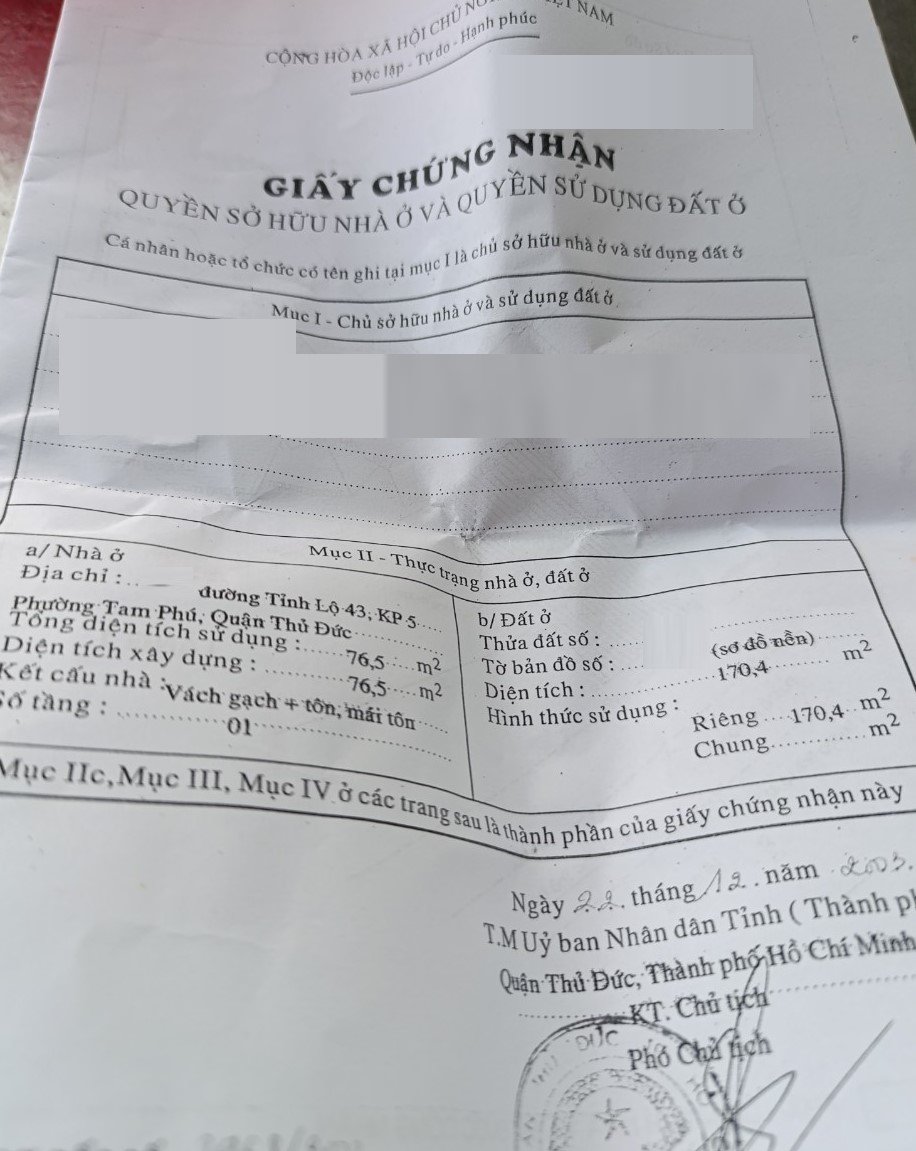 CỘNG HÒA XÃ HỘI CHỦ NAM
Độc lập - Tự do - Hạnh phúc
GIẤY CHỨNG NHẬN
QUYỀN SỞ HỮU NHÀ Ở VÀ QUYỀN SỬ DỤNG ĐẤT Ở
Cá nhân hoặc tổ chức có tên ghi tại mục I là chủ sở hữu nhà ở và sử dụng đất ở
Mục I - Chủ sở hữu nhà ở và sử dụng đất ở
Mục II - Thực trạng nhà ở, đất ở
a/ Nhà ở
Địa chỉ : đường Tỉnh Lộ 43, KP 5
Phường Tam Phú, Quận Thủ Đức
Tổng diện tích sử dụng : 76,5 m2
Diện tích xây dựng : 76,5 m2
Kết cấu nhà : Vách gạch + tôn, mái tôn
Số tầng : 01
b/ Đất ở
Thửa đất số :
Tờ bản đồ số : (sơ đồ nền)
Diện tích : 170,4 m2
Hình thức sử dụng :
Riêng 170,4 m2
Chung m2
Mục IIc, Mục III, Mục IV ở các trang sau là thành phần của giấy chứng nhận này
Ngày 22 tháng 12 năm 2003.
T.M Uỷ ban Nhân dân Tỉnh ( Thành
Quận Thủ Đức, Thành phố Hồ Chí Minh
KT. Chủ tịch
Phó Chủ tịch
ĐỨC